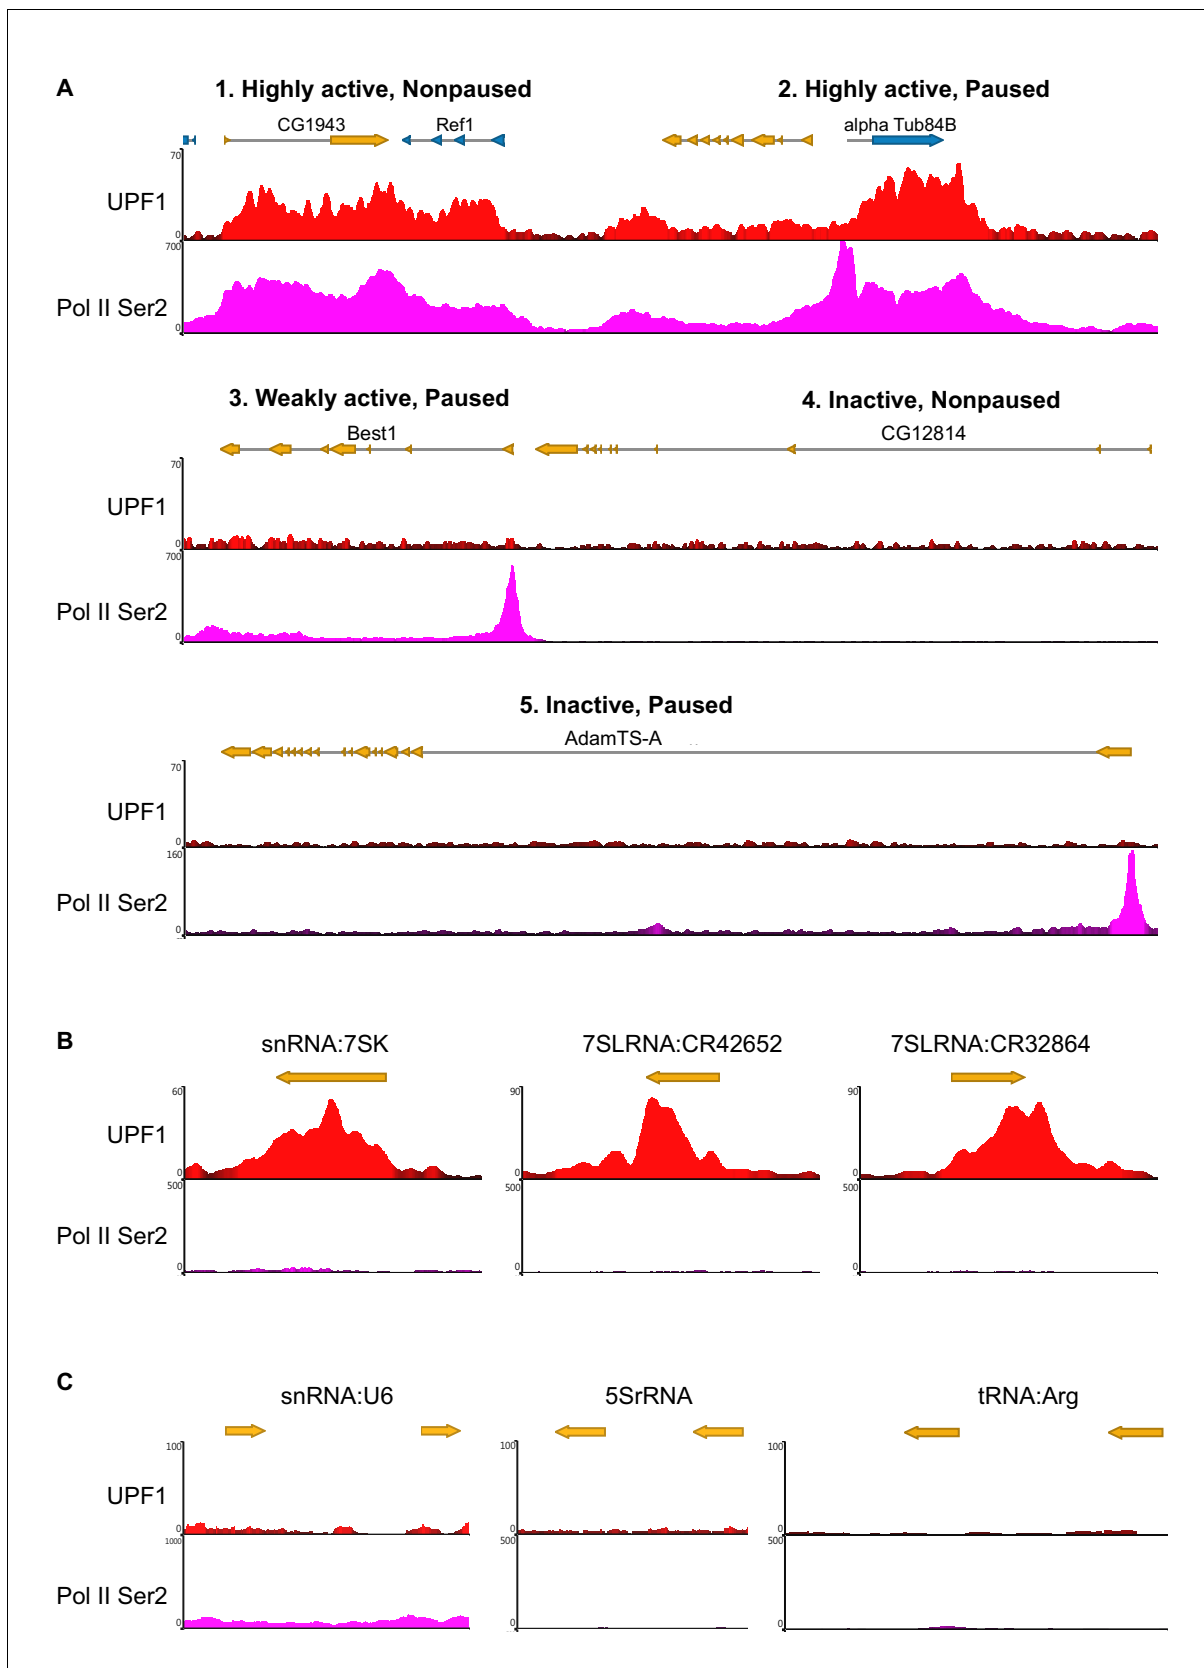 A
1. Highly active, Nonpaused
2. Highly active, Paused
CG1943
Ref1
alpha Tub84B
70
UPF1
0
700
Pol II Ser2
0
3. Weakly active, Paused
4. Inactive, Nonpaused
Best1
CG12814
70
UPF1
0
700
Pol II Ser2
0
5. Inactive, Paused
AdamTS-A
70
UPF1
0
160
Pol II Ser2
0
B
snRNA:7SK
7SLRNA:CR42652
7SLRNA:CR32864
60
90
90
UPF1
0
0
0
500
500
500
Pol II Ser2
0
0
0
C
snRNA:U6
5SrRNA
tRNA:Arg
100
100
100
UPF1
0
0
0
1000
500
500
Pol II Ser2
0
0
0